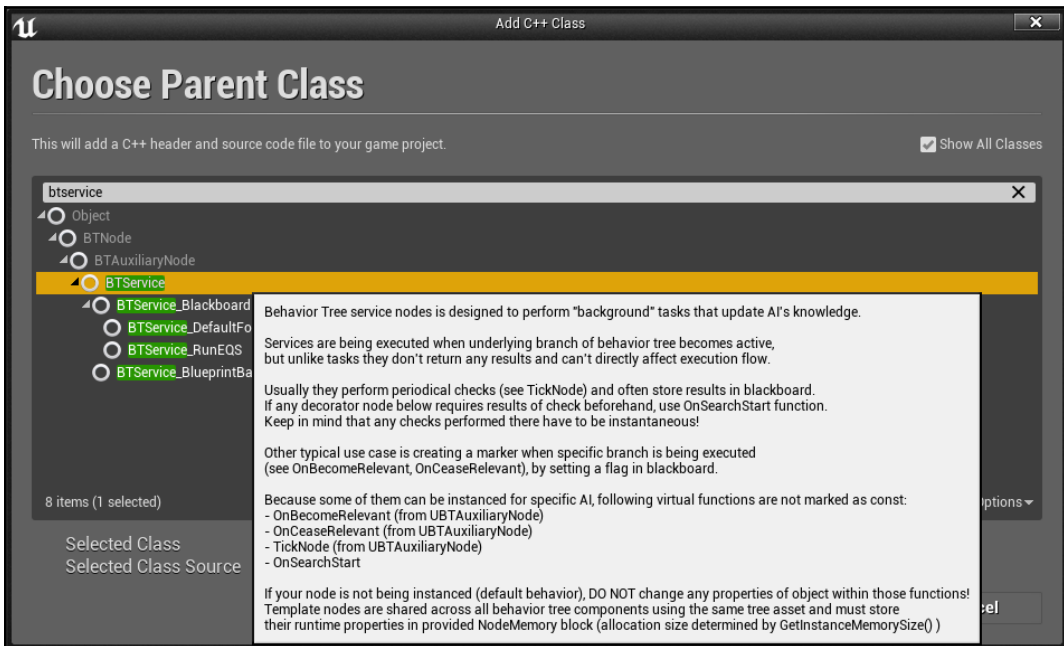 Add C++ Class
Choose Parent Class
This will add a C++ header and source code file to your game project.
Show All Classes
btservice
Object
BTNode
BTAuxiliaryNode
BTService
BTService_Blackboard
BTService_DefaultFo
BTService_RunEQS
BTService_BlueprintBa
Behavior Tree service nodes is designed to perform "background" tasks that update AI's knowledge.
Services are being executed when underlying branch of behavior tree becomes active,
but unlike tasks they don't return any results and can't directly affect execution flow.
Usually they perform periodical checks (see TickNode) and often store results in blackboard.
If any decorator node below requires results of check beforehand, use OnSearchStart function.
Keep in mind that any checks performed there have to be instantaneous!
Other typical use case is creating a marker when specific branch is being executed
(see OnBecomeRelevant, OnCeaseRelevant), by setting a flag in blackboard.
Because some of them can be instanced for specific AI, following virtual functions are not marked as const:
- OnBecomeRelevant (from UBTAuxiliaryNode)
- OnCeaseRelevant (from UBTAuxiliaryNode)
- TickNode (from UBTAuxiliaryNode)
- OnSearchStart
If your node is not being instanced (default behavior), DO NOT change any properties of object within those functions!
Template nodes are shared across all behavior tree components using the same tree asset and must store
their runtime properties in provided NodeMemory block (allocation size determined by GetInstanceMemorySize() )
8 items (1 selected)
ptions
Selected Class
Selected Class Source
cel